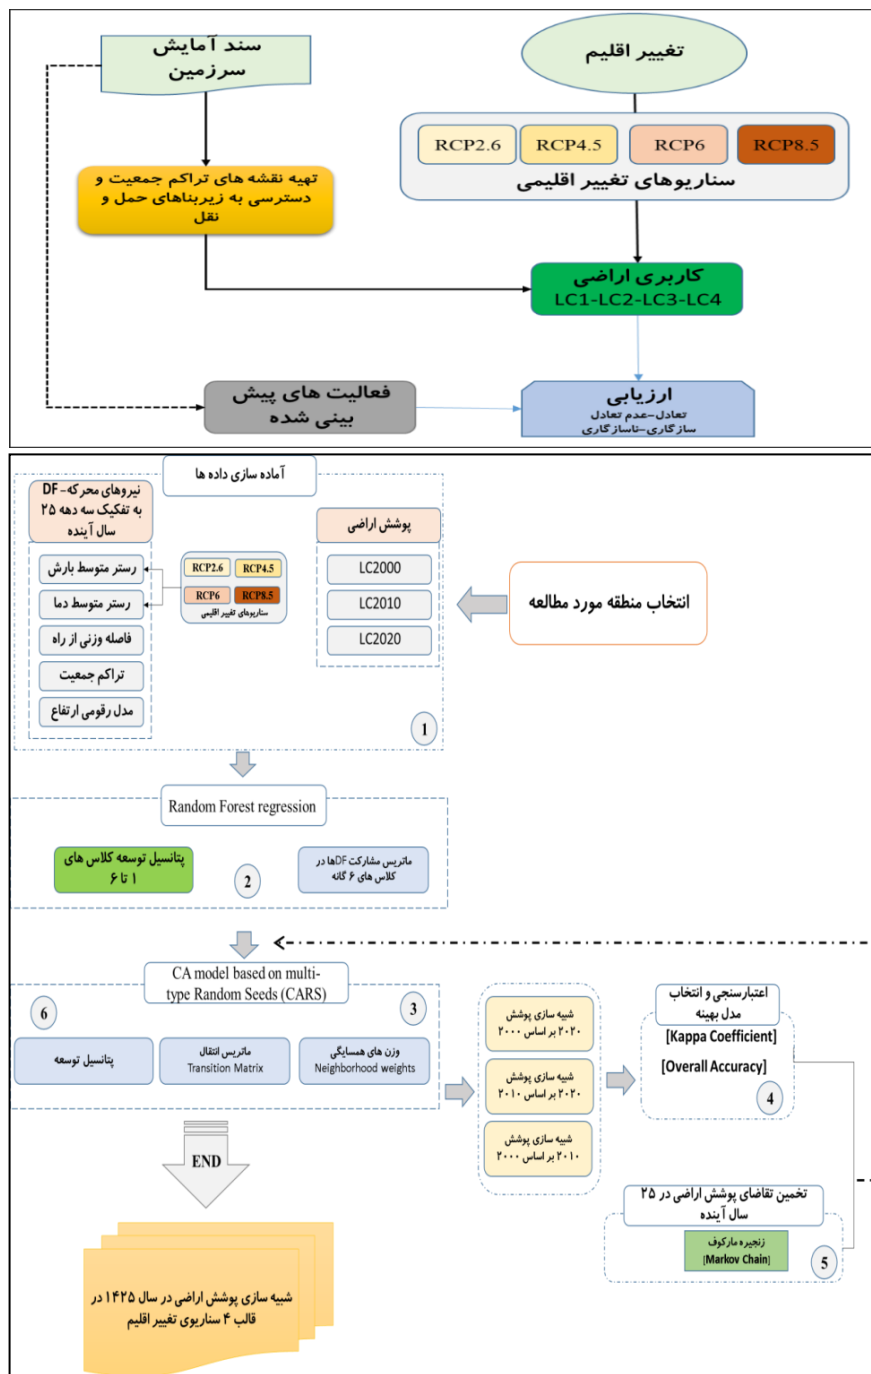 سند آمایش
سرزمین
تغییر اقلیم
RCP2.6
RCP4.5
RCP6
RCP8.5
سناریوهای تغییر اقلیمی
تهیه نقشه های تراکم جمعیت و
دسترسی به زیربناهای حمل و
نقل
کاربری اراضی
LC1-LC2-LC3-LC4
فعالیت های پیش
بینی شده
ارزیابی
تعادل-عدم تعادل
سازگاری-ناسازگاری
آماده سازی داده ها
نیروهای محرکه- DF
به تفکیک سه دهه ۲۵
سال آینده
رستر متوسط بارش
رستر متوسط دما
فاصله وزنی از راه
تراکم جمعیت
مدل رقومی ارتفاع
RCP2.6
RCP4.5
RCP6
RCP8.5
سناریوهای تغییر اقلیمی
پوشش اراضی
LC2000
LC2010
LC2020
انتخاب منطقه مورد مطالعه
1
Random Forest regression
پتانسیل توسعه کلاس های
۱ تا ۶
2
ماتریس مشارکت DFها در
کلاس های ۶ گانه
CA model based on multi-
type Random Seeds (CARS)
3
6
پتانسیل توسعه
ماتریس انتقال
Transition Matrix
وزن های همسایگی
Neighborhood weights
شبیه سازی پوشش
۲۰۲۰ بر اساس ۲۰۰۰
شبیه سازی پوشش
۲۰۲۰ بر اساس ۲۰۱۰
شبیه سازی پوشش
۲۰۱۰ بر اساس ۲۰۰۰
اعتبارسنجی و انتخاب
مدل بهینه
[Kappa Coefficient]
[Overall Accuracy]
4
تخمین تقاضای پوشش اراضی در ۲۵
سال آینده
زنجیره مارکوف
[Markov Chain]
5
END
شبیه سازی پوشش اراضی در سال ۱۴۲۵ در
قالب ۴ سناریوی تغییر اقلیم